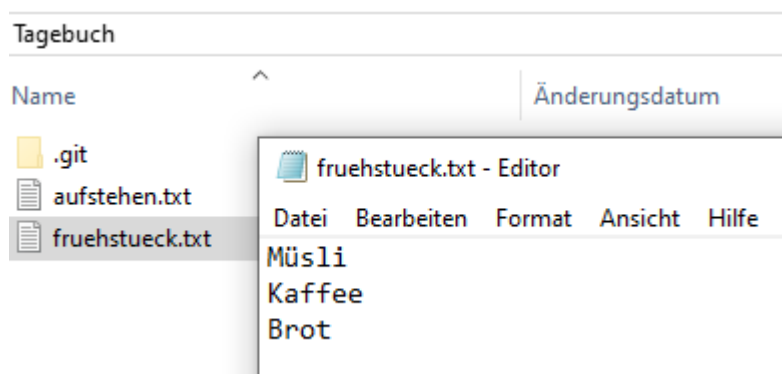 Tagebuch
Name Änderungsdatum
.git
aufstehen.txt
fruehstueck.txt
fruehstueck.txt - Editor
Datei Bearbeiten Format Ansicht Hilfe
Müsli
Kaffee
Brot